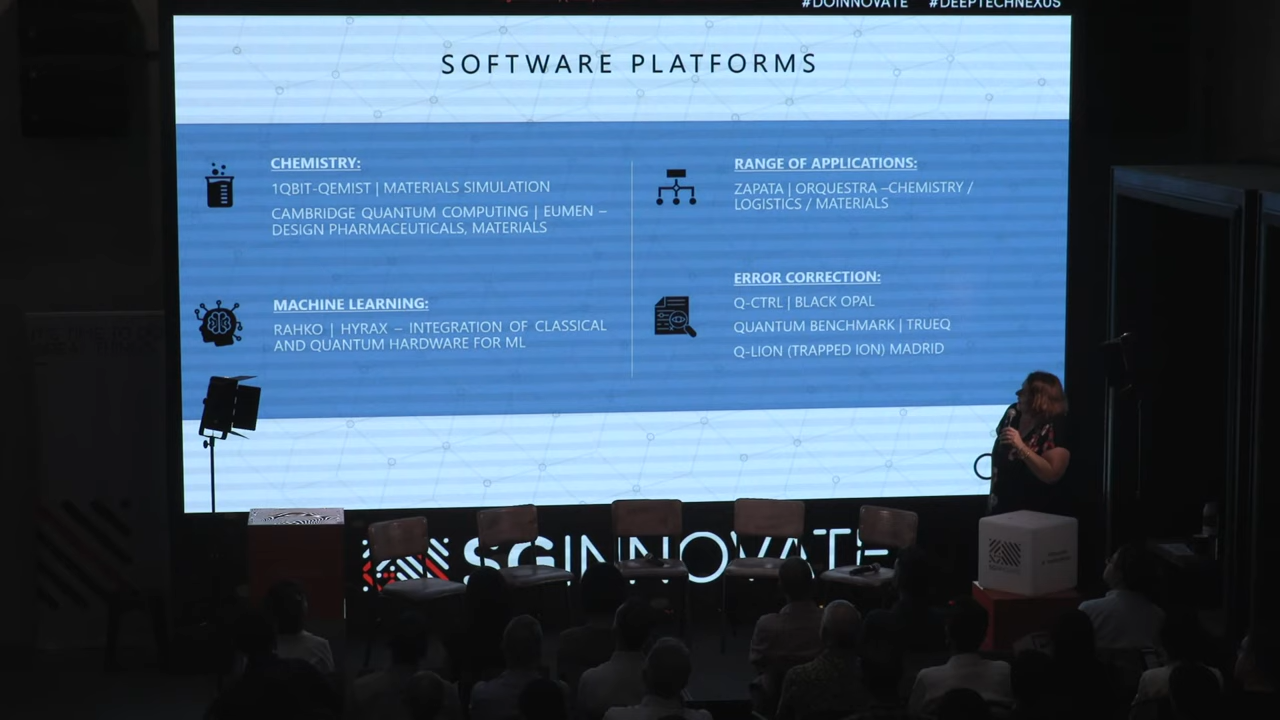 #DOINNOVATE #DEEPTECHNEXUS
SOFTWARE PLATFORMS
CHEMISTRY:
1QBIT-QEMIST | MATERIALS SIMULATION
CAMBRIDGE QUANTUM COMPUTING | EUMEN –
DESIGN PHARMACEUTICALS, MATERIALS
MACHINE LEARNING:
RAHKO | HYRAX – INTEGRATION OF CLASSICAL
AND QUANTUM HARDWARE FOR ML
RANGE OF APPLICATIONS:
ZAPATA | ORQUESTRA –CHEMISTRY /
LOGISTICS / MATERIALS
ERROR CORRECTION:
Q-CTRL | BLACK OPAL
QUANTUM BENCHMARK | TRUEQ
Q-LION (TRAPPED ION) MADRID
SGINNOVATE